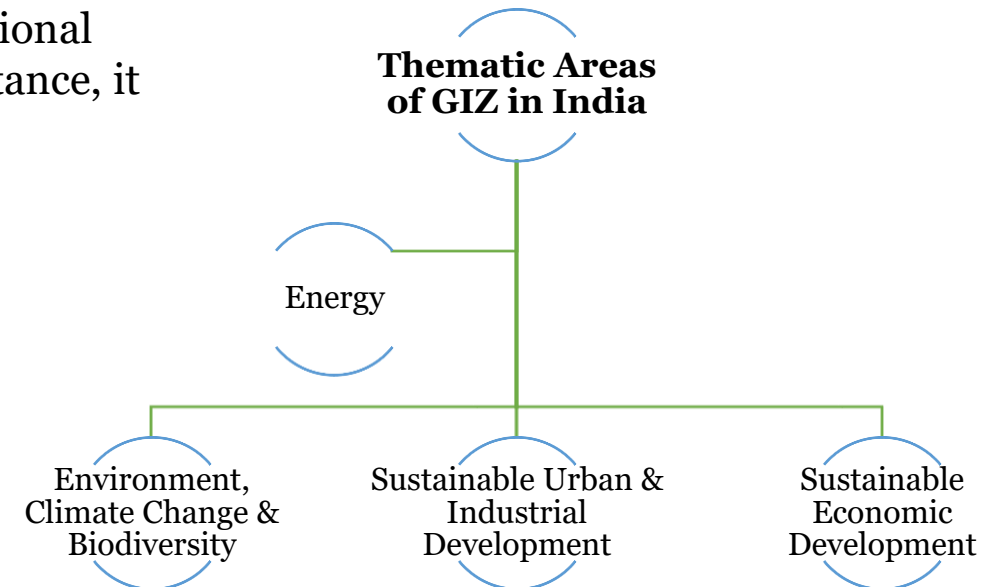 ional
tance, it
Thematic Areas
of GIZ in India
Energy
Environment,
Climate Change &
Biodiversity
Sustainable Urban &
Industrial
Development
Sustainable
Economic
Development